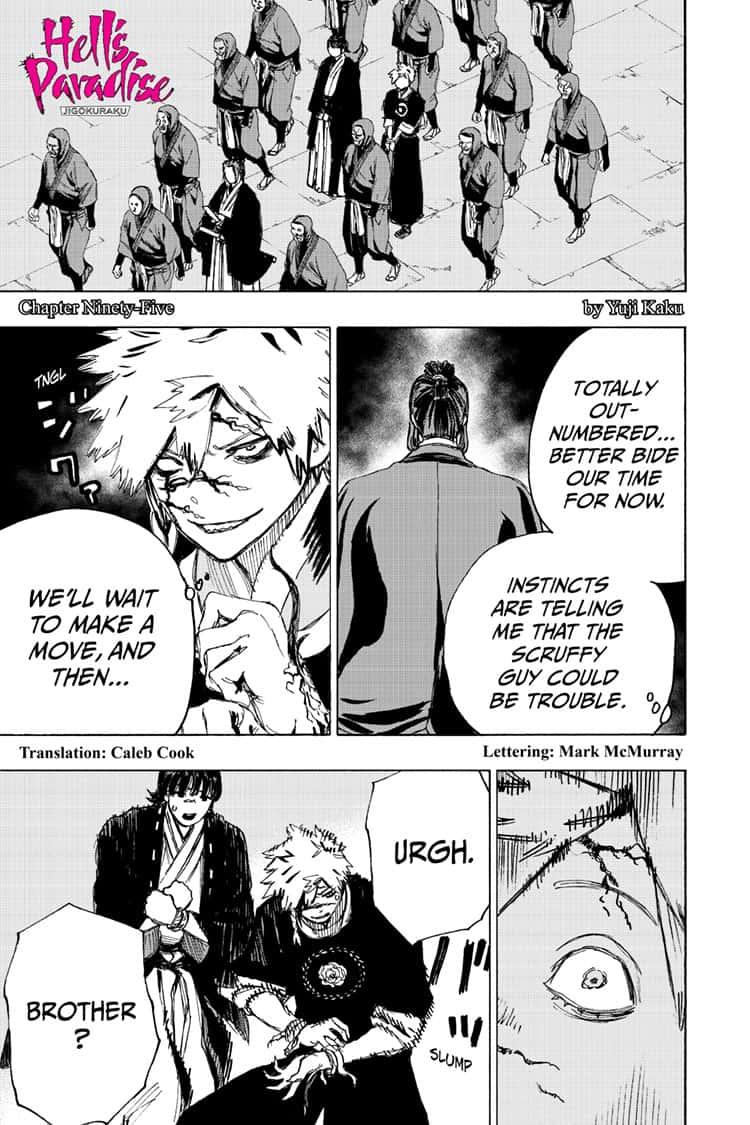 Hell's
Paradise
JIGOKURAKU
Chapter Ninety-Five
by Yuji Kaku
TOTALLY
OUT-
NUMBERED...
BETTER BIDE
OUR TIME
FOR NOW.
INSTINCTS
ARE TELLING
ME THAT THE
SCRUFFY
GUY COULD
BE TROUBLE.
TNGL
ジワ?
WE'LL WAIT
TO MAKE A
MOVE, AND
THEN...
Translation: Caleb Cook
Lettering: Mark McMurray
URGH.
SLUMP
BROTHER
?